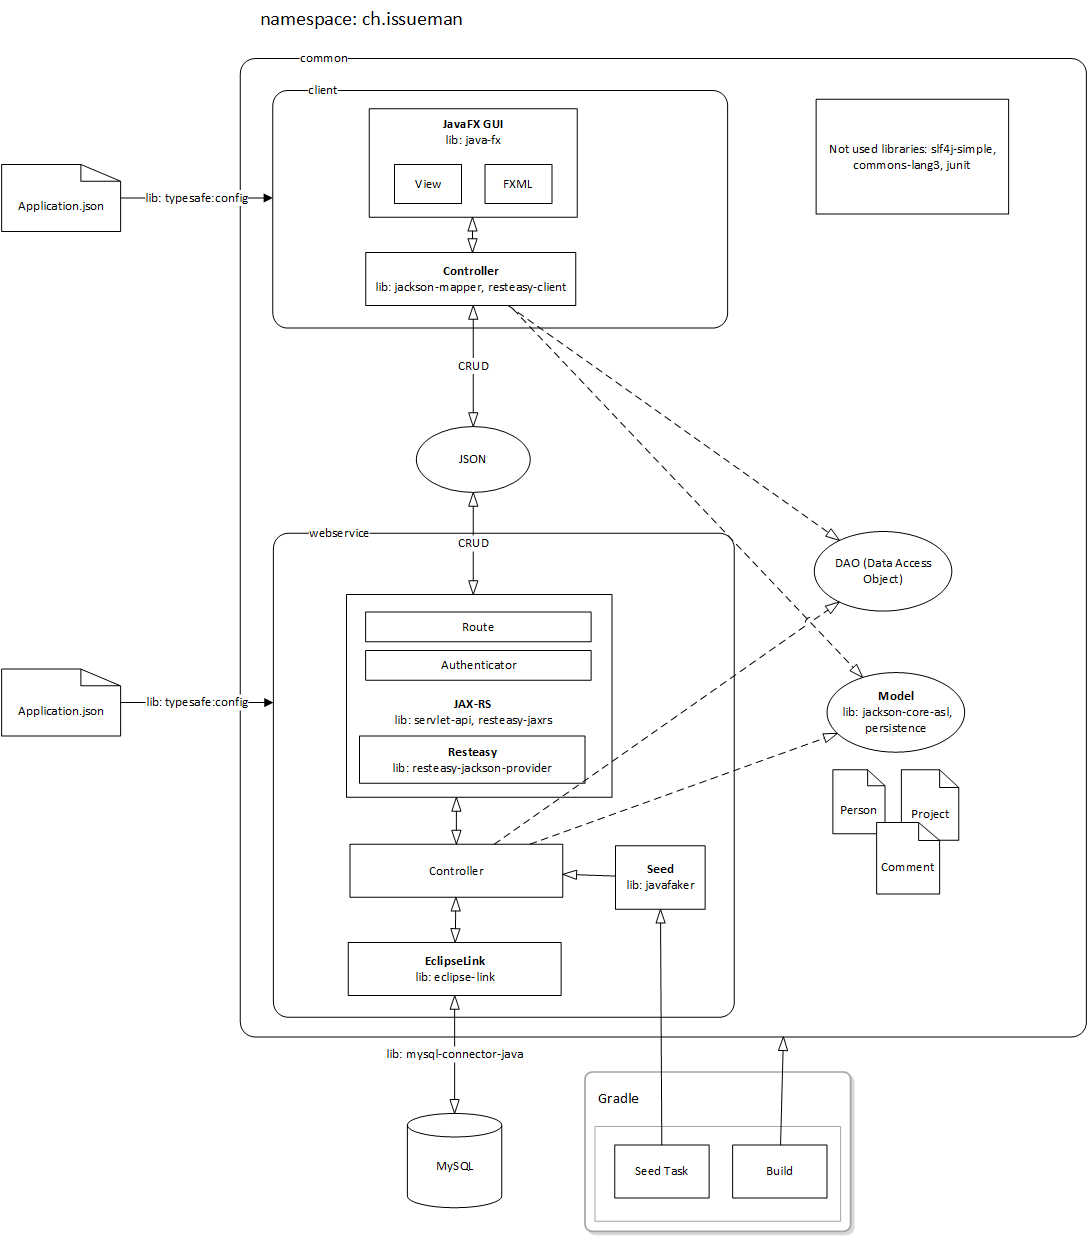 namespace: ch.issueman
common
client
JavaFX GUI
lib: java-fx
View
FXML
Not used libraries: slf4j-simple,
commons-lang3, junit
Application.json
lib: typesafe:config
Controller
lib: jackson-mapper, resteasy-client
CRUD
JSON
webservice
CRUD
DAO (Data Access
Object)
Route
Authenticator
JAX-RS
lib: servlet-api, resteasy-jaxrs
Resteasy
lib: resteasy-jackson-provider
Application.json
lib: typesafe:config
Model
lib: jackson-core-asl,
persistence
Person
Project
Comment
Controller
Seed
lib: javafaker
EclipseLink
lib: eclipse-link
lib: mysql-connector-java
MySQL
Gradle
Seed Task
Build